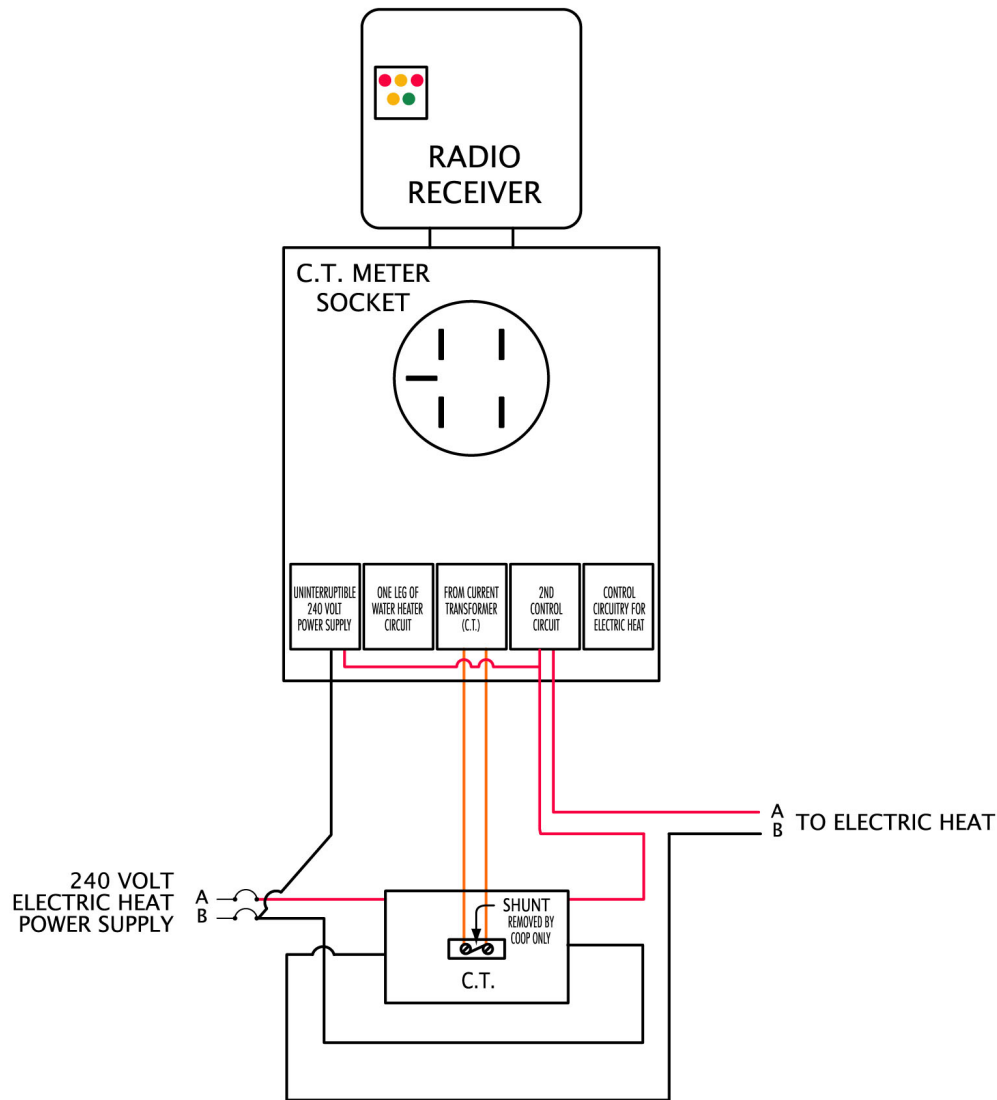 RADIO
RECEIVER
C.T. METER
SOCKET
UNINTERRUPTIBLE
240 VOLT
POWER SUPPLY
ONE LEG OF
WATER HEATER
CIRCUIT
FROM CURRENT
TRANSFORMER
(C.T.)
2ND
CONTROL
CIRCUIT
CONTROL
CIRCUITRY FOR
ELECTRIC HEAT
A
B
TO ELECTRIC HEAT
240 VOLT
ELECTRIC HEAT
POWER SUPPLY
A
B
SHUNT
REMOVED BY
COOP ONLY
C.T.